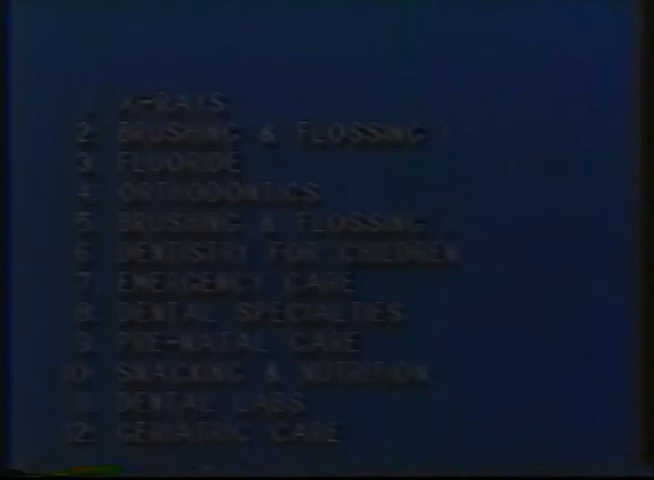 1. X-RAYS
2. BRUSHING & FLOSSING
3. FLUORIDE
4. ORTHODONTICS
5. BRUSHING & FLOSSING
6. DENTISTRY FOR CHILDREN
7. EMERGENCY CARE
8. DENTAL SPECIALTIES
9. PRE-NATAL CARE
10. SNACKING & NUTRITION
11. DENTAL LABS
12. GERIATRIC CARE